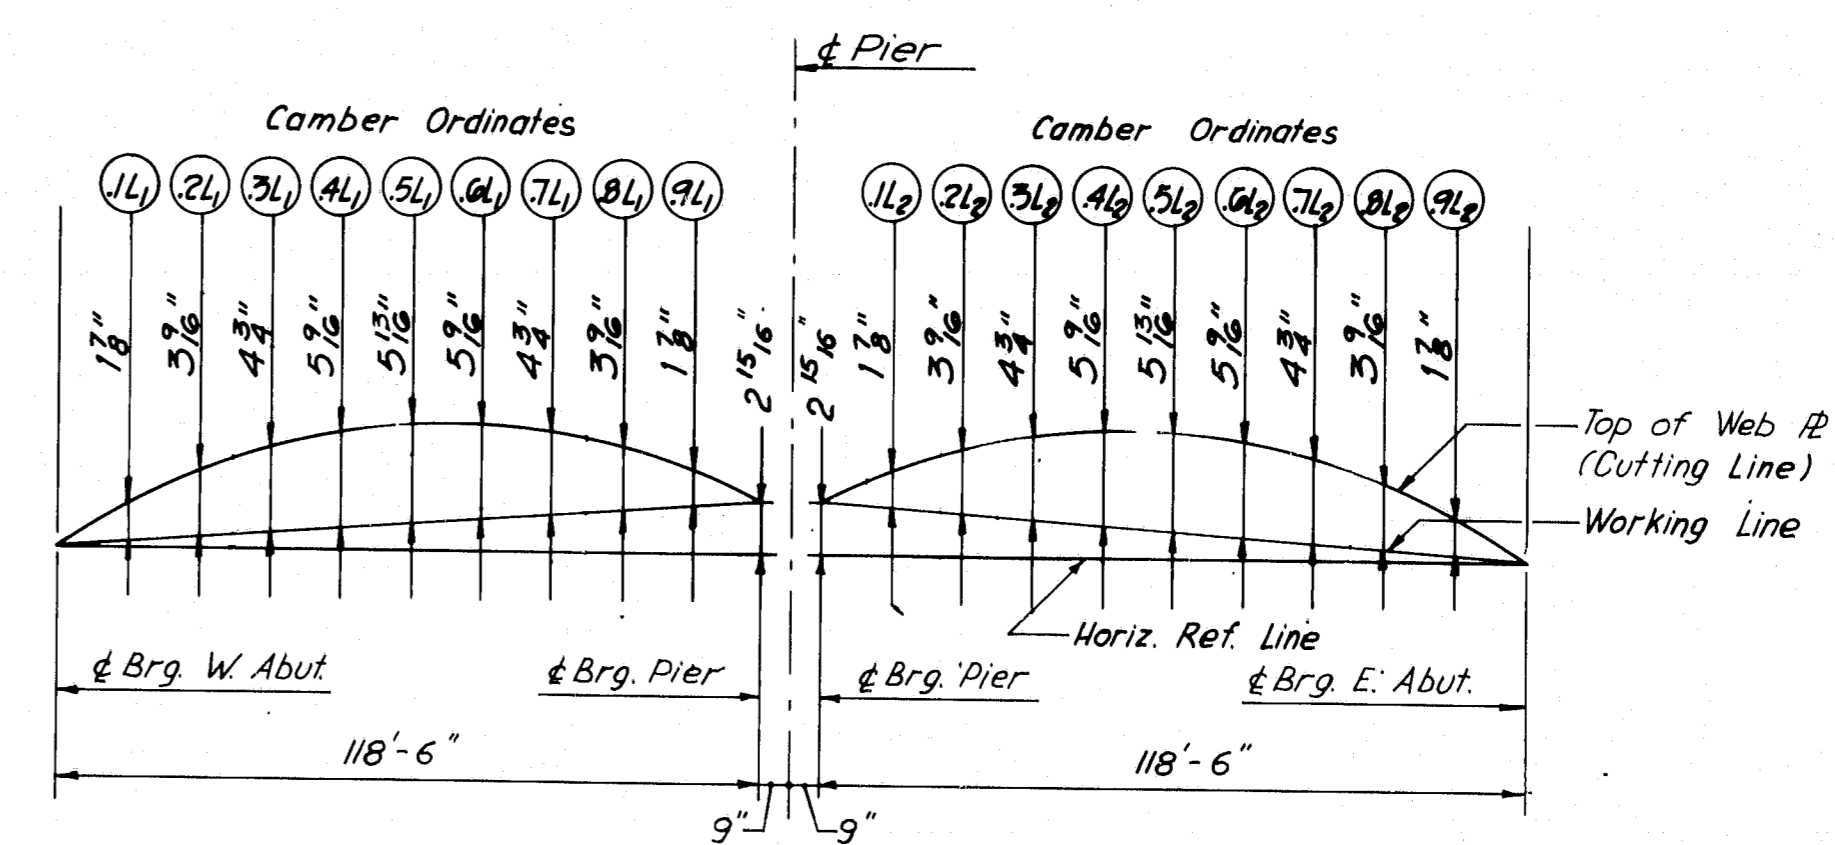 ℄ Pier
Camber Ordinates
Camber Ordinates
.1L₁ .2L₁ .3L₁ .4L₁ .5L₁ .6L₁ .7L₁ .8L₁ .9L₁
.1L₂ .2L₂ .3L₂ .4L₂ .5L₂ .6L₂ .7L₂ .8L₂ .9L₂
1 7/8" 3 9/16" 4 3/4" 5 9/16" 5 13/16" 5 9/16" 4 3/4" 3 9/16" 1 7/8" 2 15/16"
2 15/16" 1 7/8" 3 9/16" 4 3/4" 5 9/16" 5 13/16" 5 9/16" 4 3/4" 3 9/16" 1 7/8"
Top of Web ℙL
(Cutting Line)
Working Line
Horiz. Ref. Line
℄ Brg. W. Abut.
℄ Brg. Pier
℄ Brg. Pier
℄ Brg. E. Abut.
118'-6"
118'-6"
9"
9"